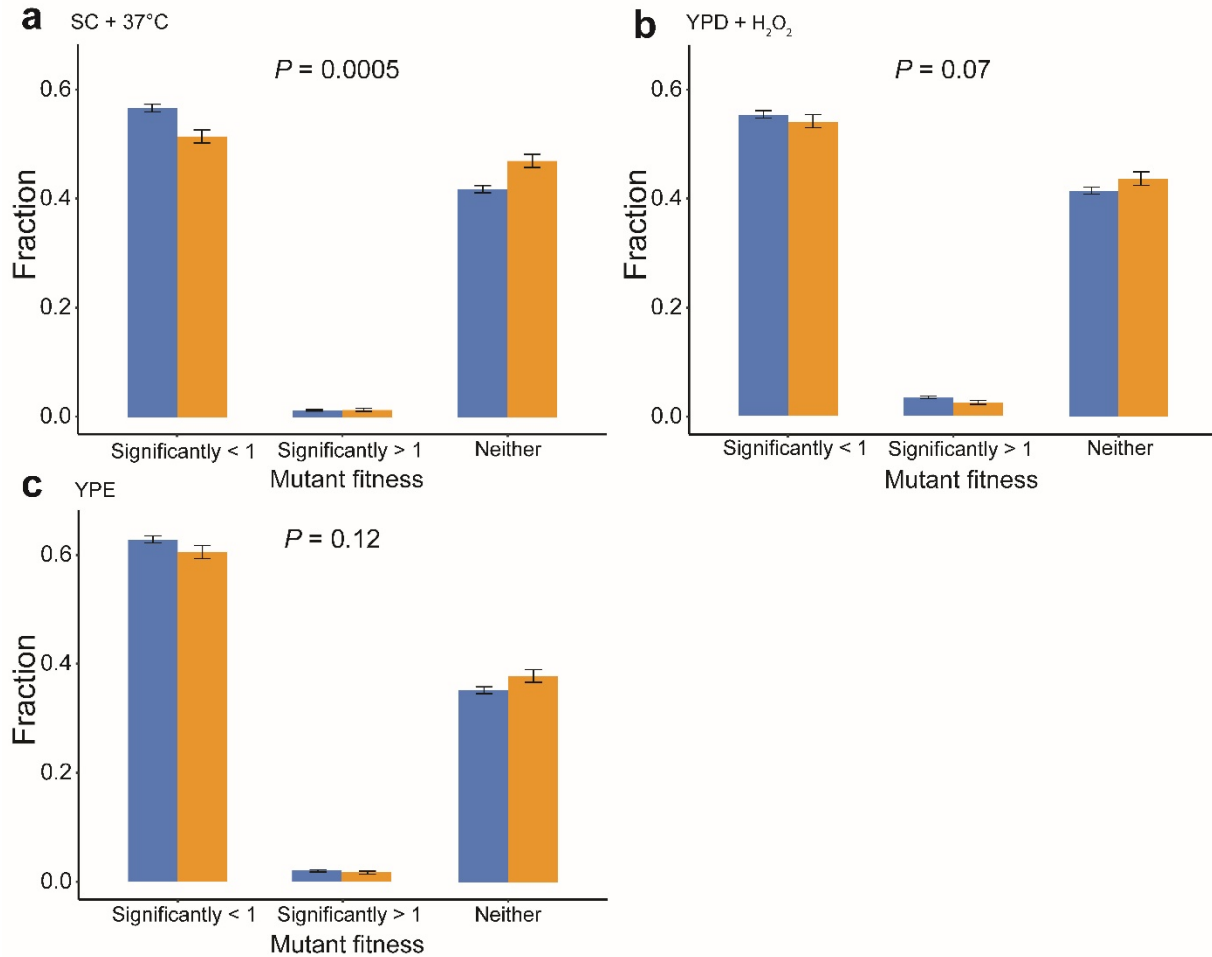 a SC + 37°C
P = 0.0005
Fraction
0.6
0.4
0.2
0.0
Significantly < 1 Significantly > 1 Neither
Mutant fitness
b YPD + H₂O₂
P = 0.07
Fraction
0.6
0.4
0.2
0.0
Significantly < 1 Significantly > 1 Neither
Mutant fitness
c YPE
P = 0.12
Fraction
0.6
0.4
0.2
0.0
Significantly < 1 Significantly > 1 Neither
Mutant fitness